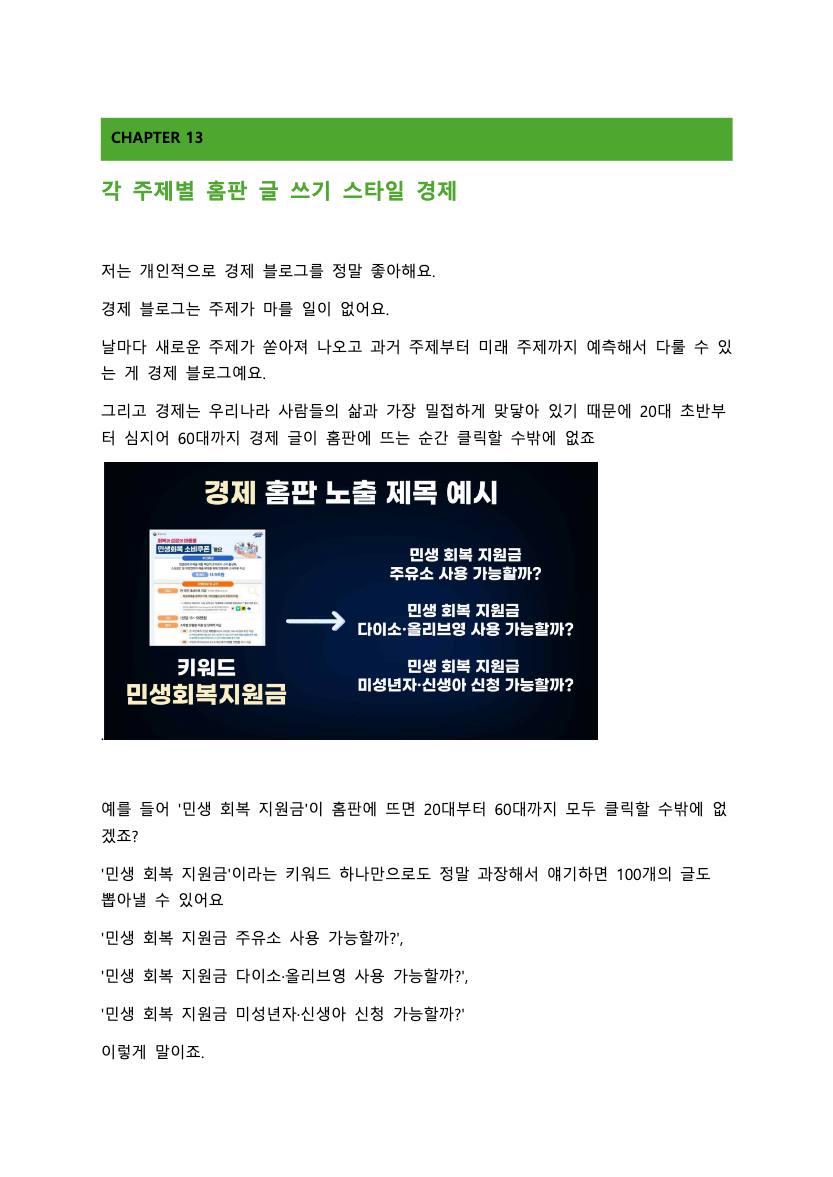 CHAPTER 13
각 주제별 홈판 글 쓰기 스타일 경제
저는 개인적으로 경제 블로그를 정말 좋아해요.
경제 블로그는 주제가 마를 일이 없어요.
날마다 새로운 주제가 쏟아져 나오고 과거 주제부터 미래 주제까지 예측해서 다룰 수 있
는 게 경제 블로그예요.
그리고 경제는 우리나라 사람들의 삶과 가장 밀접하게 맞닿아 있기 때문에 20대 초반부
터 심지어 60대까지 경제 글이 홈판에 뜨는 순간 클릭할 수밖에 없죠
경제 홈판 노출 제목 예시
민생회복 소비쿠폰
키워드
민생회복지원금
민생 회복 지원금
주유소 사용 가능할까?
민생 회복 지원금
다이소·올리브영 사용 가능할까?
민생 회복 지원금
미성년자·신생아 신청 가능할까?
.
예를 들어 '민생 회복 지원금'이 홈판에 뜨면 20대부터 60대까지 모두 클릭할 수밖에 없
겠죠?
'민생 회복 지원금'이라는 키워드 하나만으로도 정말 과장해서 얘기하면 100개의 글도
뽑아낼 수 있어요
'민생 회복 지원금 주유소 사용 가능할까?',
'민생 회복 지원금 다이소·올리브영 사용 가능할까?',
'민생 회복 지원금 미성년자·신생아 신청 가능할까?'
이렇게 말이죠.